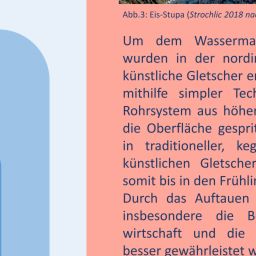 Abb.3: Eis-Stupa (Strochlic 2018 na
Um dem Wasserma
wurden in der nordin
künstliche Gletscher e
mithilfe simpler Tec
Rohrsystem aus höher
die Oberfläche gesprit
in traditioneller, keg
künstlichen Gletscher
somit bis in den Frühlin
Durch das Auftauen
insbesondere die B
wirtschaft und die
besser gewährleistet w